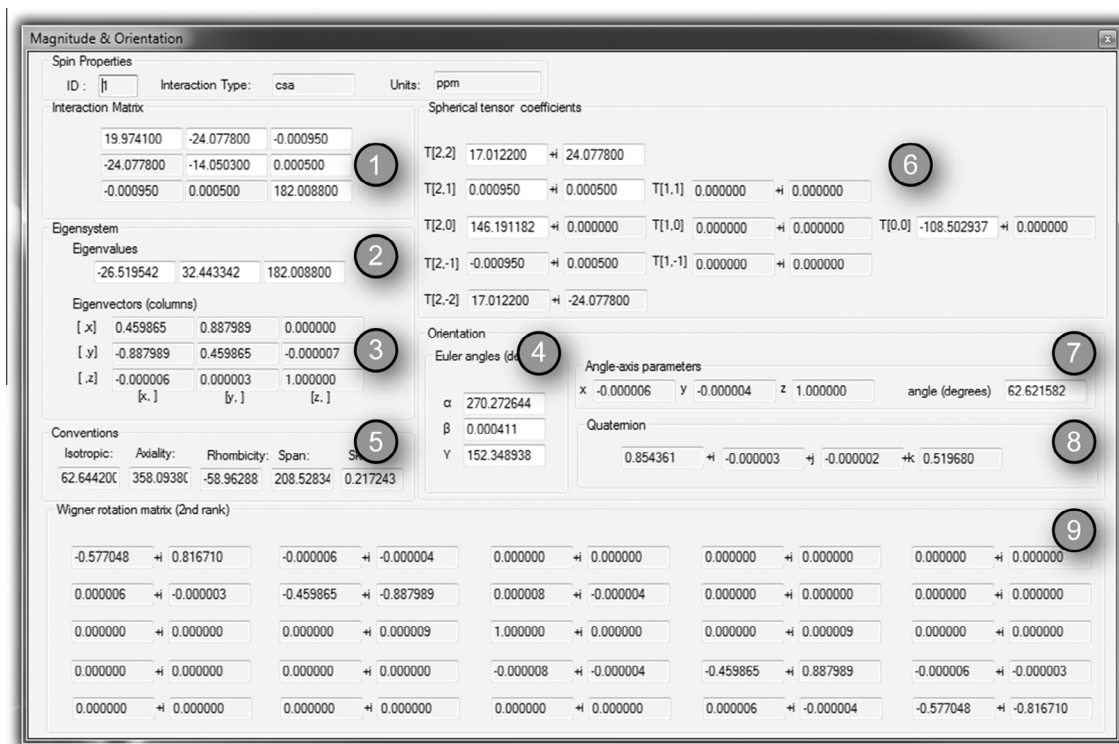 Magnitude & Orientation
x
Spin Properties
ID : 1 Interaction Type: csa Units: ppm
Interaction Matrix
19.974100 -24.077800 -0.000950
-24.077800 -14.050300 0.000500
-0.000950 0.000500 182.008800
1
Eigensystem
Eigenvalues
-26.519542 32.443342 182.008800
2
Eigenvectors (columns)
[ ,x] 0.459865 0.887989 0.000000
[ ,y] -0.887989 0.459865 -0.000007
[ ,z] -0.000006 0.000003 1.000000
[x, ] [y, ] [z, ]
3
Conventions
5
Isotropic: Axiality: Rhombicity: Span:
62.64420 358.0938 -58.96288 208.52834 0.217243
Spherical tensor coefficients
6
T[2,2] 17.012200 +i 24.077800
T[2,1] 0.000950 +i 0.000500 T[1,1] 0.000000 +i 0.000000
T[2,0] 146.191182 +i 0.000000 T[1,0] 0.000000 +i 0.000000 T[0,0] -108.502937 +i 0.000000
T[2,-1] -0.000950 +i 0.000500 T[1,-1] 0.000000 +i 0.000000
T[2,-2] 17.012200 +i -24.077800
Orientation
Euler angles
4
α 270.272644
β 0.000411
γ 152.348938
Angle-axis parameters
7
x -0.000006 y -0.000004 z 1.000000 angle (degrees) 62.621582
Quaternion
8
0.854361 +i -0.000003 +j -0.000002 +k 0.519680
Wigner rotation matrix (2nd rank)
9
-0.577048 +i 0.816710 -0.000006 +i -0.000004 0.000000 +i 0.000000 0.000000 +i 0.000000 0.000000 +i 0.000000
0.000006 +i -0.000003 -0.459865 +i -0.887989 0.000008 +i -0.000004 0.000000 +i 0.000000 0.000000 +i 0.000000
0.000000 +i 0.000000 0.000000 +i 0.000009 1.000000 +i 0.000000 0.000000 +i 0.000009 0.000000 +i 0.000000
0.000000 +i 0.000000 0.000000 +i 0.000000 -0.000008 +i -0.000004 -0.459865 +i 0.887989 -0.000006 +i -0.000003
0.000000 +i 0.000000 0.000000 +i 0.000000 0.000000 +i 0.000000 0.000006 +i -0.000004 -0.577048 +i -0.816710